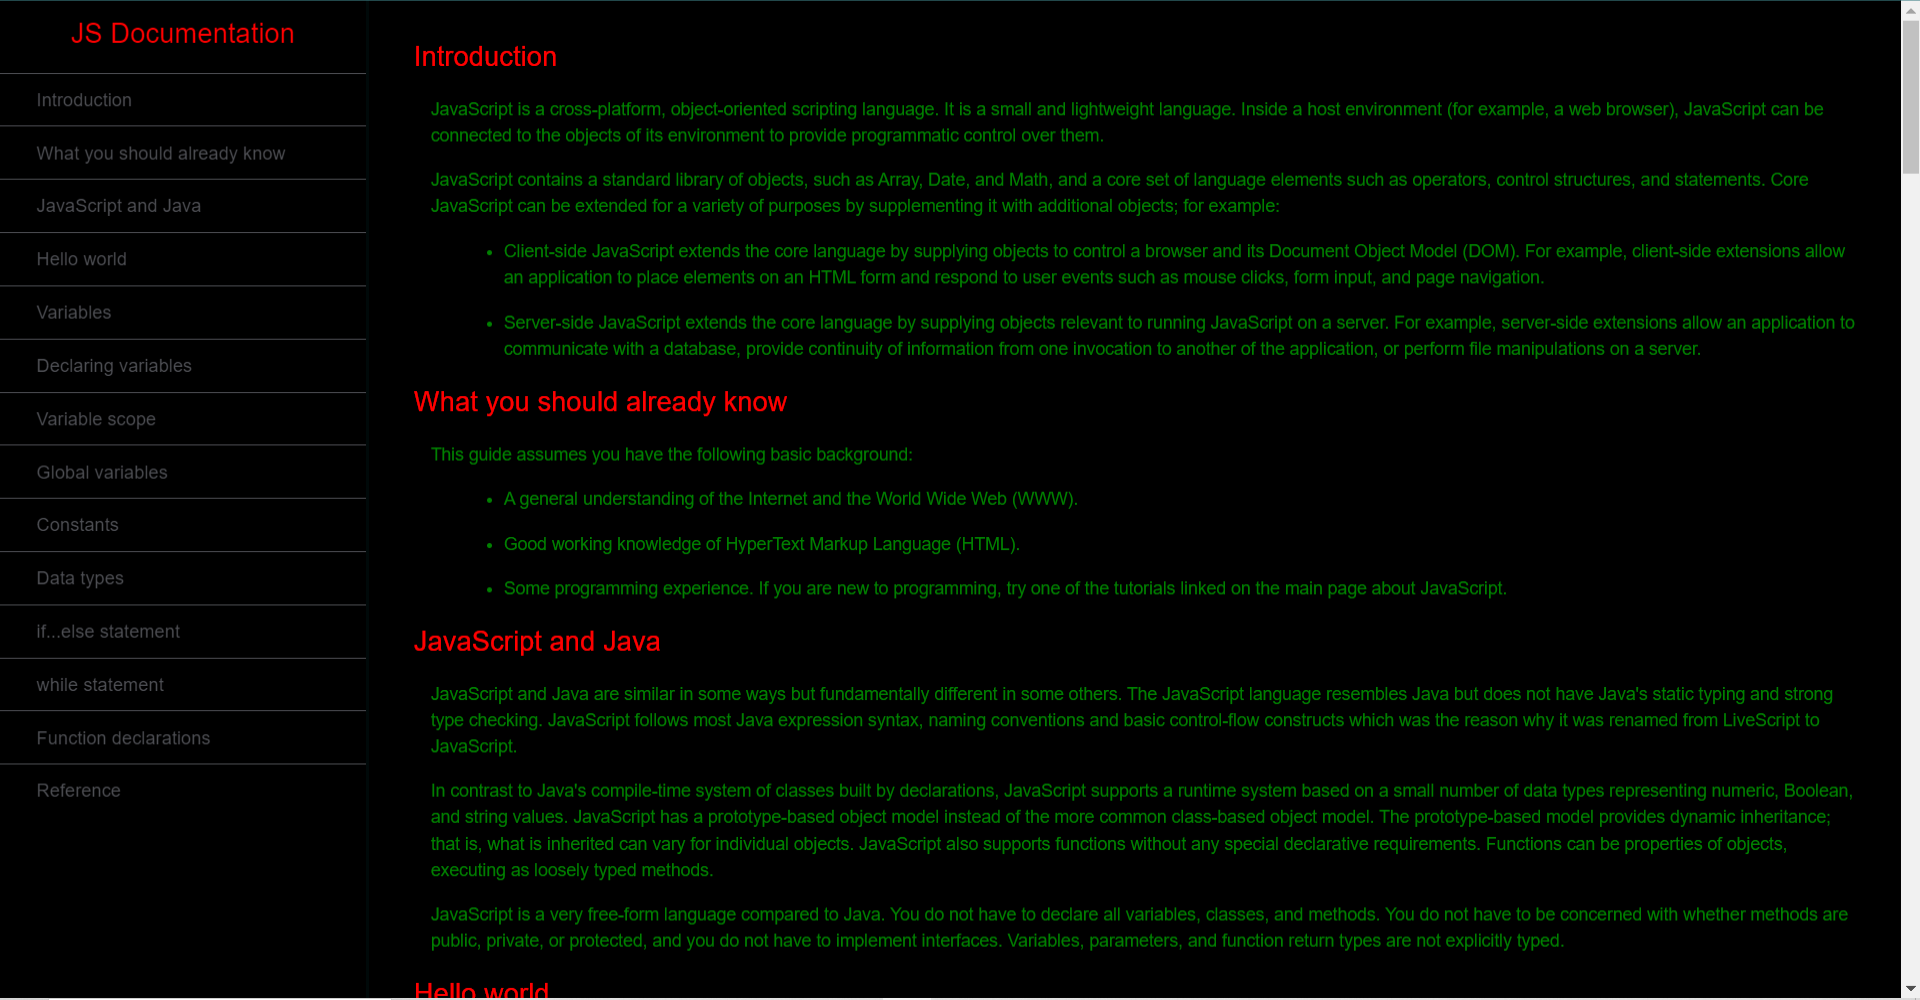 JS Documentation
Introduction
What you should already know
JavaScript and Java
Hello world
Variables
Declaring variables
Variable scope
Global variables
Constants
Data types
if...else statement
while statement
Function declarations
Reference
Introduction
JavaScript is a cross-platform, object-oriented scripting language. It is a small and lightweight language. Inside a host environment (for example, a web browser), JavaScript can be
connected to the objects of its environment to provide programmatic control over them.
JavaScript contains a standard library of objects, such as Array, Date, and Math, and a core set of language elements such as operators, control structures, and statements. Core
JavaScript can be extended for a variety of purposes by supplementing it with additional objects; for example:
• Client-side JavaScript extends the core language by supplying objects to control a browser and its Document Object Model (DOM). For example, client-side extensions allow
an application to place elements on an HTML form and respond to user events such as mouse clicks, form input, and page navigation.
• Server-side JavaScript extends the core language by supplying objects relevant to running JavaScript on a server. For example, server-side extensions allow an application to
communicate with a database, provide continuity of information from one invocation to another of the application, or perform file manipulations on a server.
What you should already know
This guide assumes you have the following basic background:
• A general understanding of the Internet and the World Wide Web (WWW).
• Good working knowledge of HyperText Markup Language (HTML).
• Some programming experience. If you are new to programming, try one of the tutorials linked on the main page about JavaScript.
JavaScript and Java
JavaScript and Java are similar in some ways but fundamentally different in some others. The JavaScript language resembles Java but does not have Java's static typing and strong
type checking. JavaScript follows most Java expression syntax, naming conventions and basic control-flow constructs which was the reason why it was renamed from LiveScript to
JavaScript.
In contrast to Java's compile-time system of classes built by declarations, JavaScript supports a runtime system based on a small number of data types representing numeric, Boolean,
and string values. JavaScript has a prototype-based object model instead of the more common class-based object model. The prototype-based model provides dynamic inheritance;
that is, what is inherited can vary for individual objects. JavaScript also supports functions without any special declarative requirements. Functions can be properties of objects,
executing as loosely typed methods.
JavaScript is a very free-form language compared to Java. You do not have to declare all variables, classes, and methods. You do not have to be concerned with whether methods are
public, private, or protected, and you do not have to implement interfaces. Variables, parameters, and function return types are not explicitly typed.
Hello world